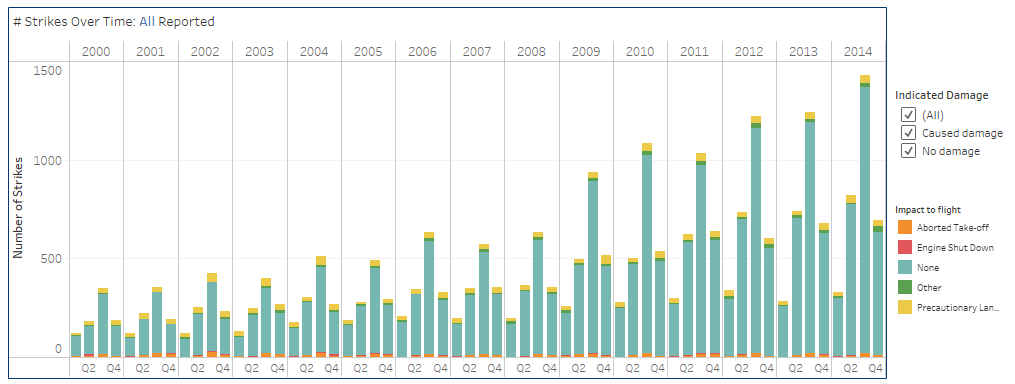 # Strikes Over Time: All Reported
2000 2001 2002 2003 2004 2005 2006 2007 2008 2009 2010 2011 2012 2013 2014
1500
1000
500
0
Number of Strikes
Q2 Q4 Q2 Q4 Q2 Q4 Q2 Q4 Q2 Q4 Q2 Q4 Q2 Q4 Q2 Q4 Q2 Q4 Q2 Q4 Q2 Q4 Q2 Q4 Q2 Q4 Q2 Q4 Q2 Q4
Indicated Damage
(All)
Caused damage
No damage
Impact to flight
Aborted Take-off
Engine Shut Down
None
Other
Precautionary Lan..